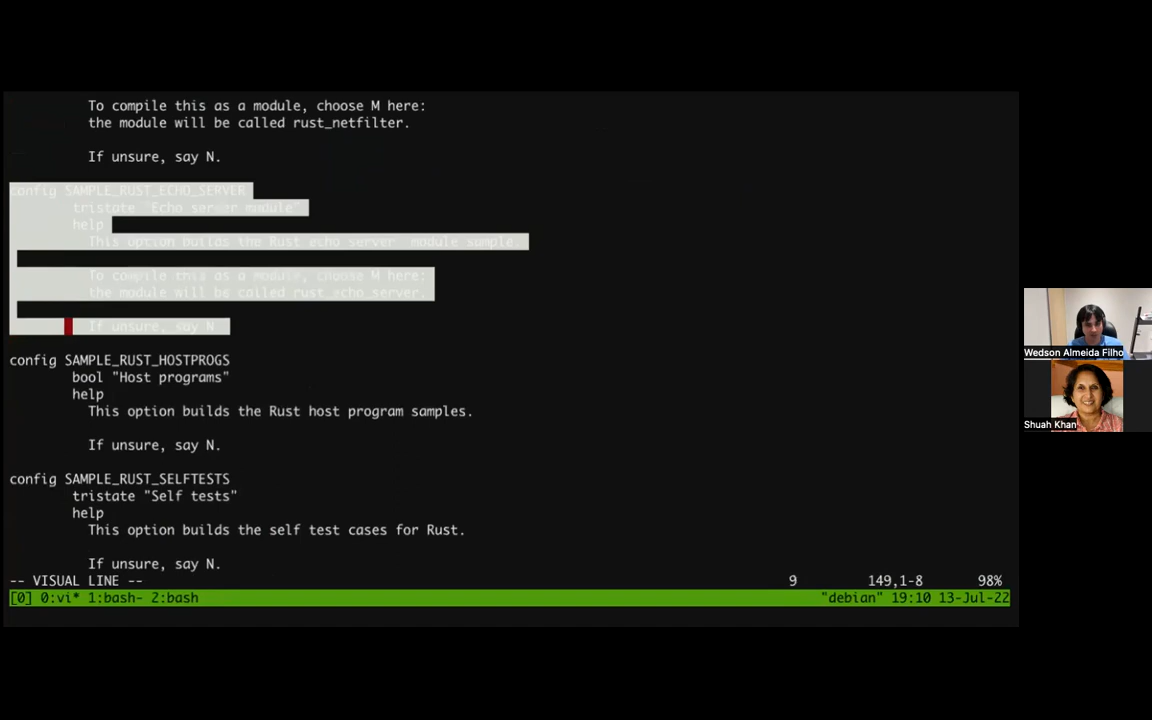 To compile this as a module, choose M here:
the module will be called rust_netfilter.
If unsure, say N.
config SAMPLE_RUST_ECHO_SERVER
tristate "Echo server module"
help
This option builds the Rust echo server  module sample.
To compile this as a module, choose M here:
the module will be called rust_echo_server.
If unsure, say N
config SAMPLE_RUST_HOSTPROGS
bool "Host programs"
help
This option builds the Rust host program samples.
If unsure, say N.
config SAMPLE_RUST_SELFTESTS
tristate "Self tests"
help
This option builds the self test cases for Rust.
If unsure, say N.
-- VISUAL LINE -- 9 149,1-8 98%
[0] 0:vi* 1:bash- 2:bash "debian" 19:10 13-Jul-22
Wedson Almeida Filho
Shuah Khan